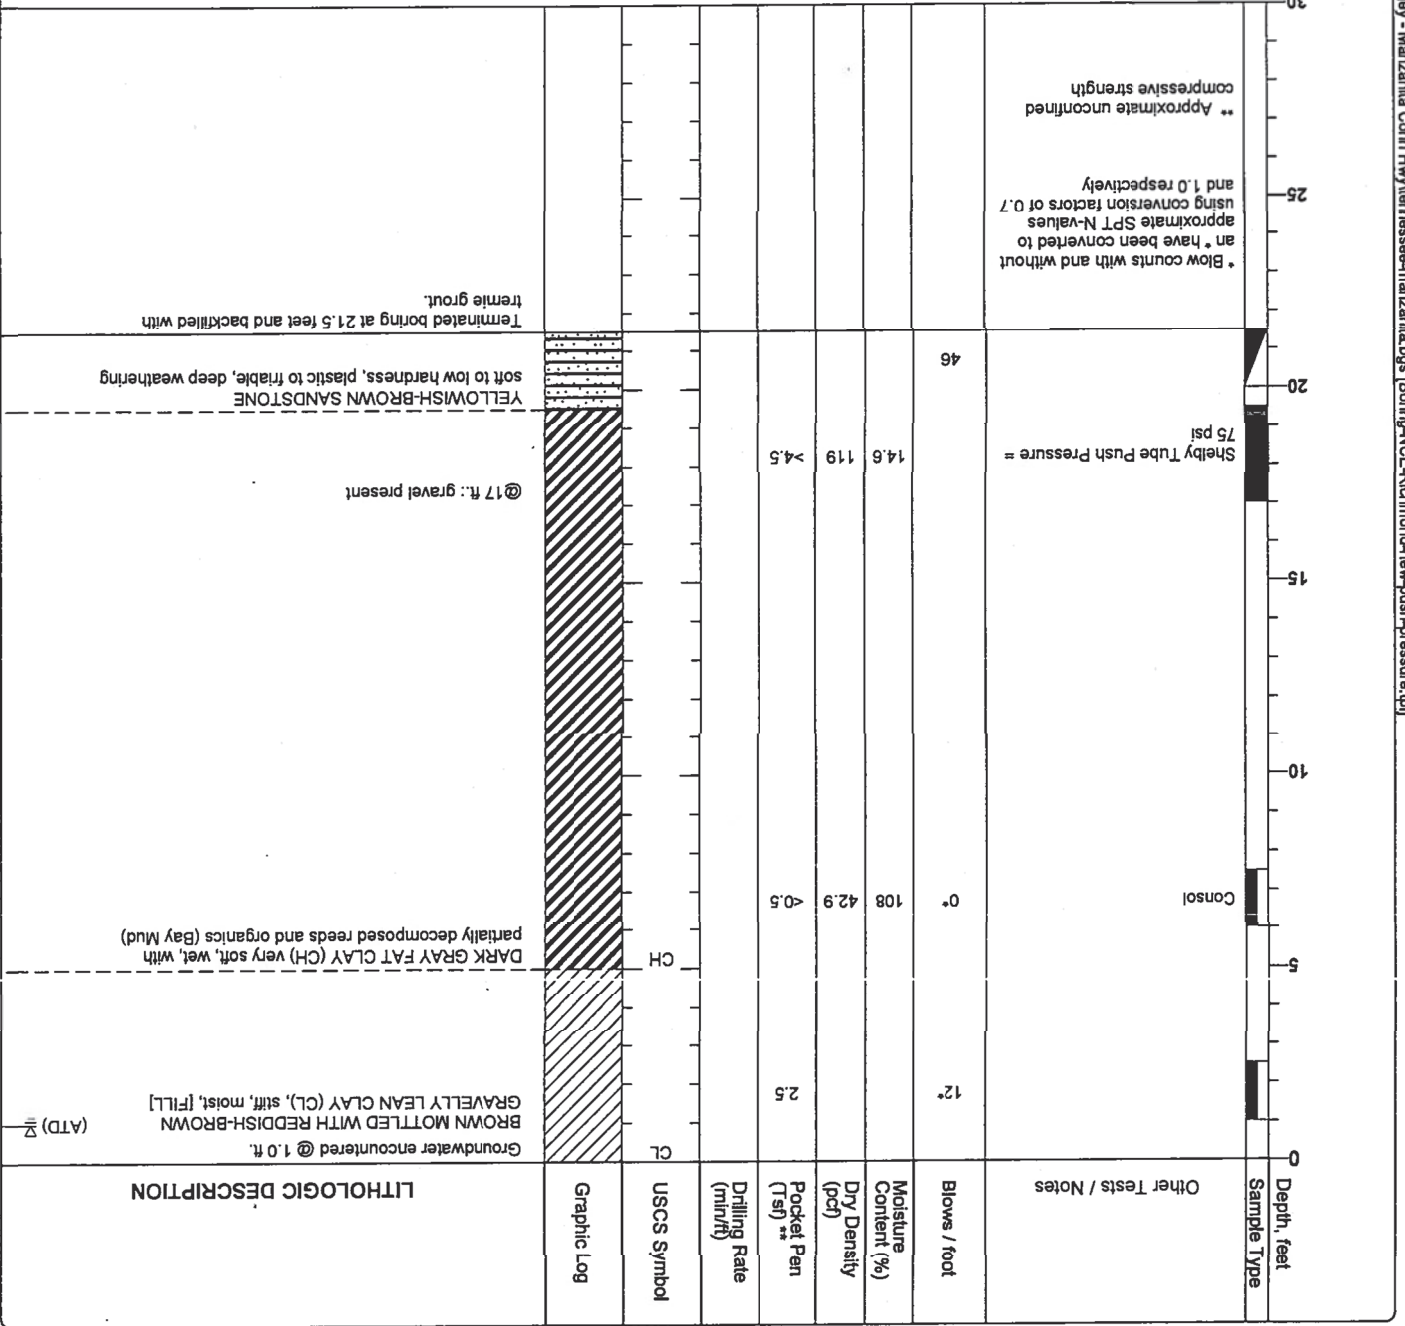 Depth, feet
Sample Type
Other Tests / Notes
Blows / foot
Moisture
Content (%)
Dry Density
(pcf)
Pocket Pen
(Tsf) **
Drilling Rate
(min/ft)
USCS Symbol
Graphic Log
LITHOLOGIC DESCRIPTION
0
CL
Groundwater encountered @ 1.0 ft.
BROWN MOTTLED WITH REDDISH-BROWN
GRAVELLY LEAN CLAY (CL), stiff, moist, [FILL]
(ATD)
12*
2.5
5
CH
DARK GRAY FAT CLAY (CH) very soft, wet, with
partially decomposed reeds and organics (Bay Mud)
Consol
0*
108
42.9
<0.5
10
15
@17 ft.: gravel present
Shelby Tube Push Pressure =
75 psi
14.6
119
>4.5
YELLOWISH-BROWN SANDSTONE
soft to low hardness, plastic to friable, deep weathering
20
46
Terminated boring at 21.5 feet and backfilled with
tremie grout.
* Blow counts with and without
an * have been converted to
approximate SPT N-values
using conversion factors of 0.7
and 1.0 respectively
25
** Approximate unconfined
compressive strength
30